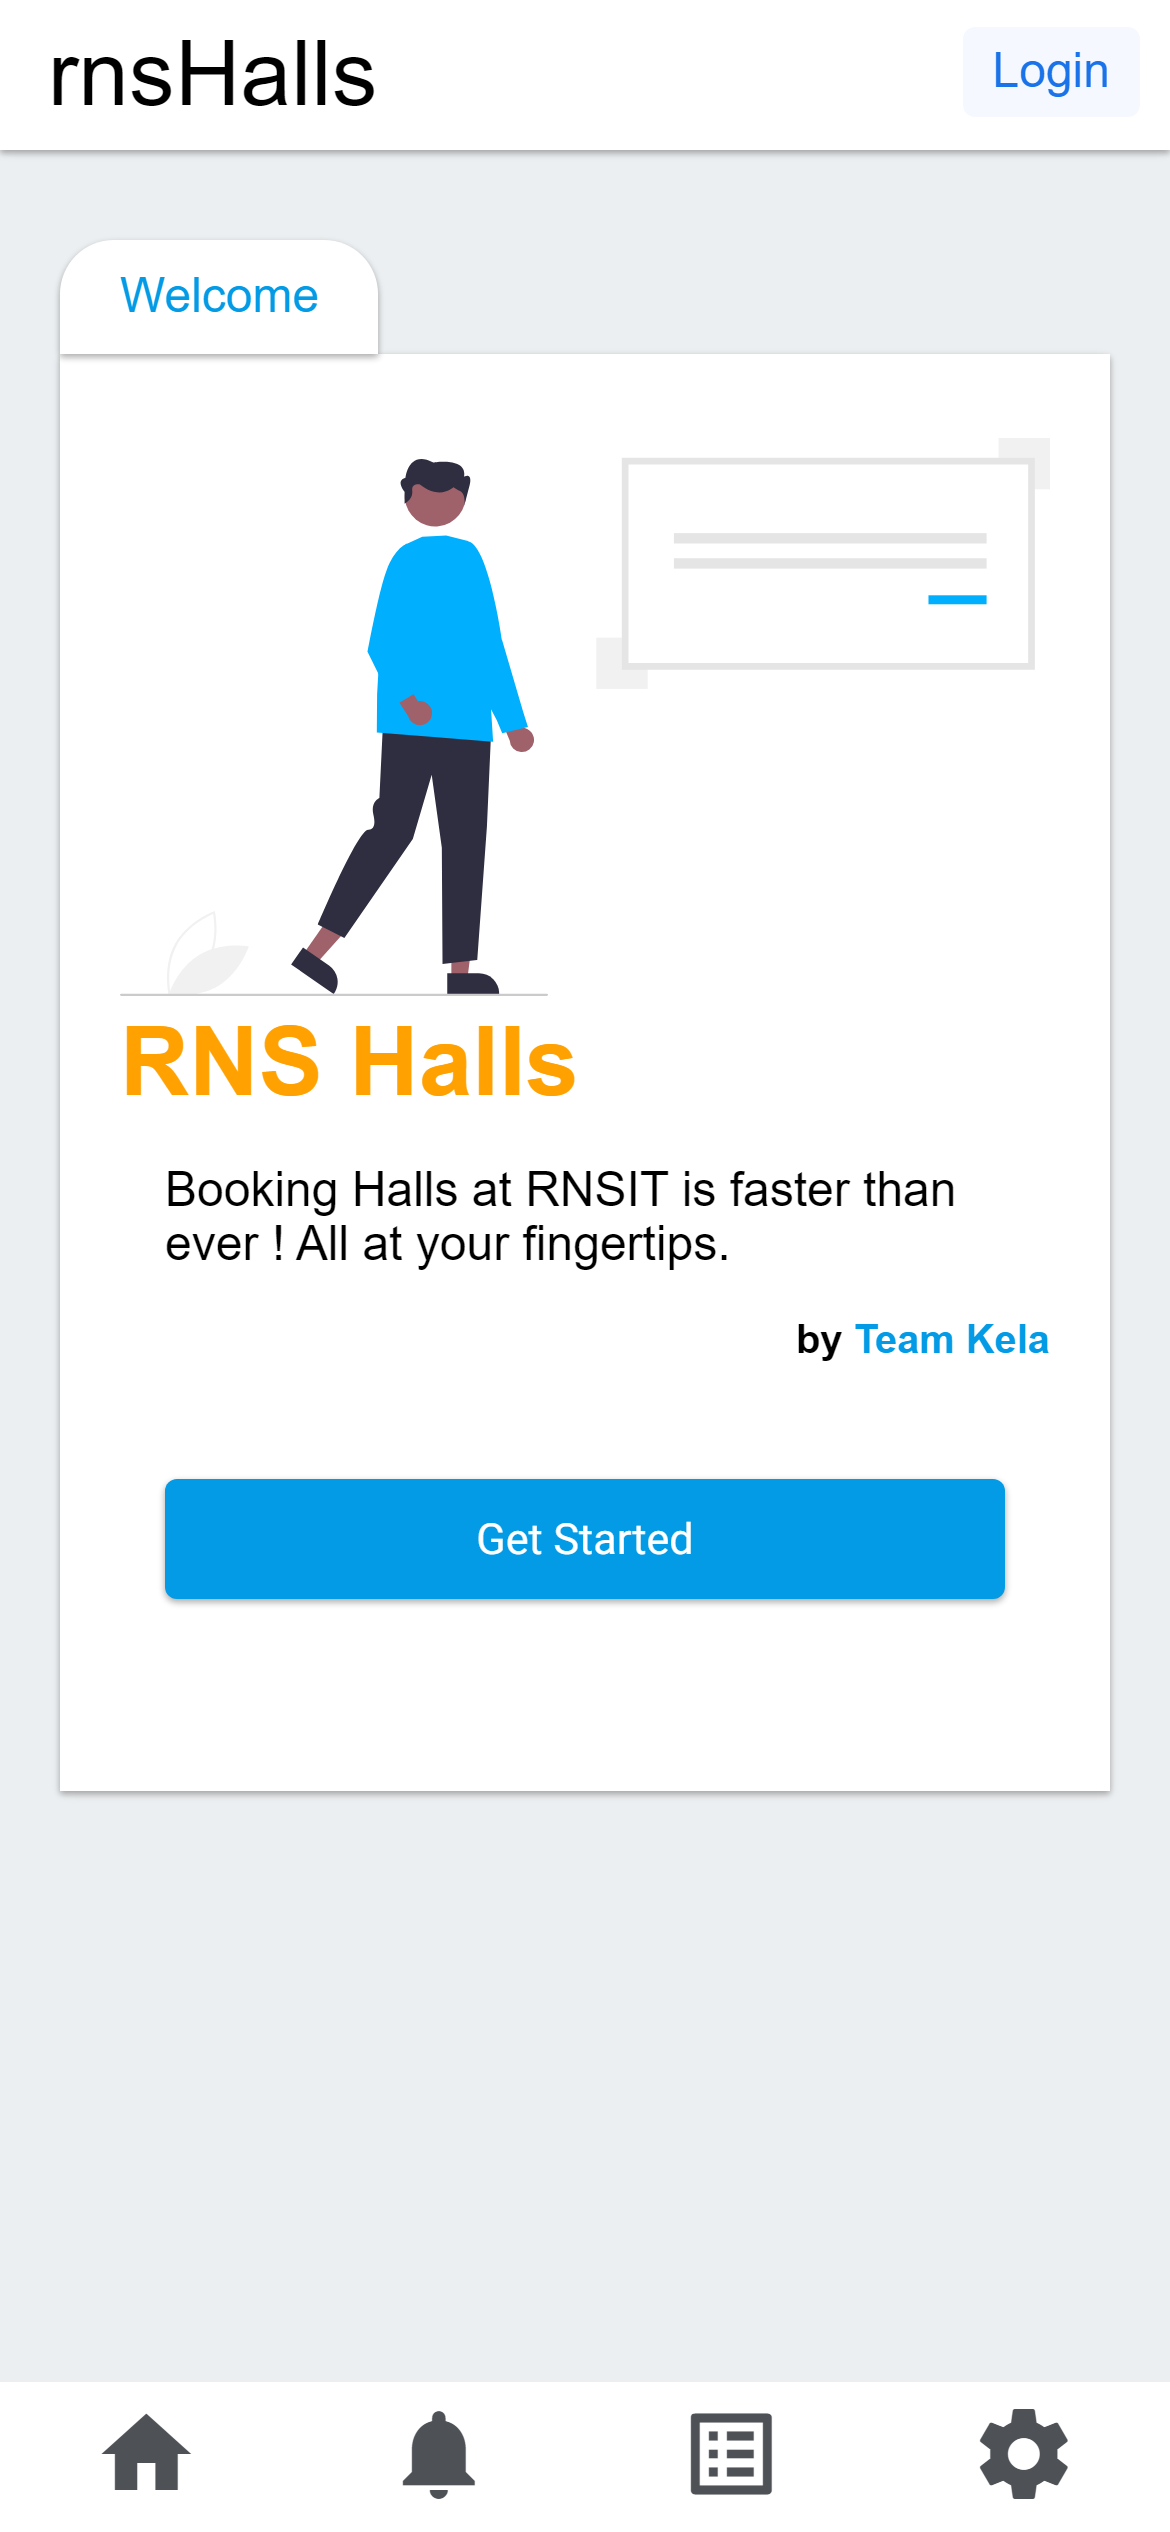 rnsHalls
Login
Welcome
RNS Halls
Booking Halls at RNSIT is faster than
ever ! All at your fingertips.
by Team Kela
Get Started